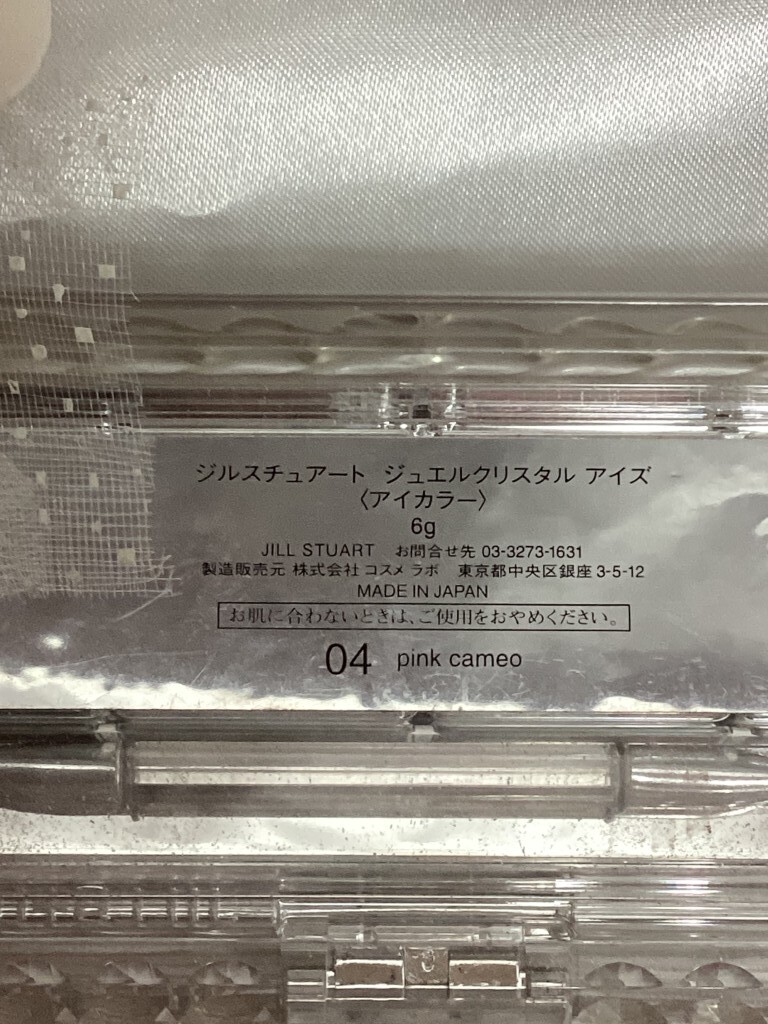 ジルスチュアート ジュエルクリスタル アイズ
〈アイカラー〉
6g
JILL STUART お問合せ先 03-3273-1631
製造販売元 株式会社 コスメ ラボ 東京都中央区銀座 3-5-12
MADE IN JAPAN
お肌に合わないときは、ご使用をおやめください。
04 pink cameo